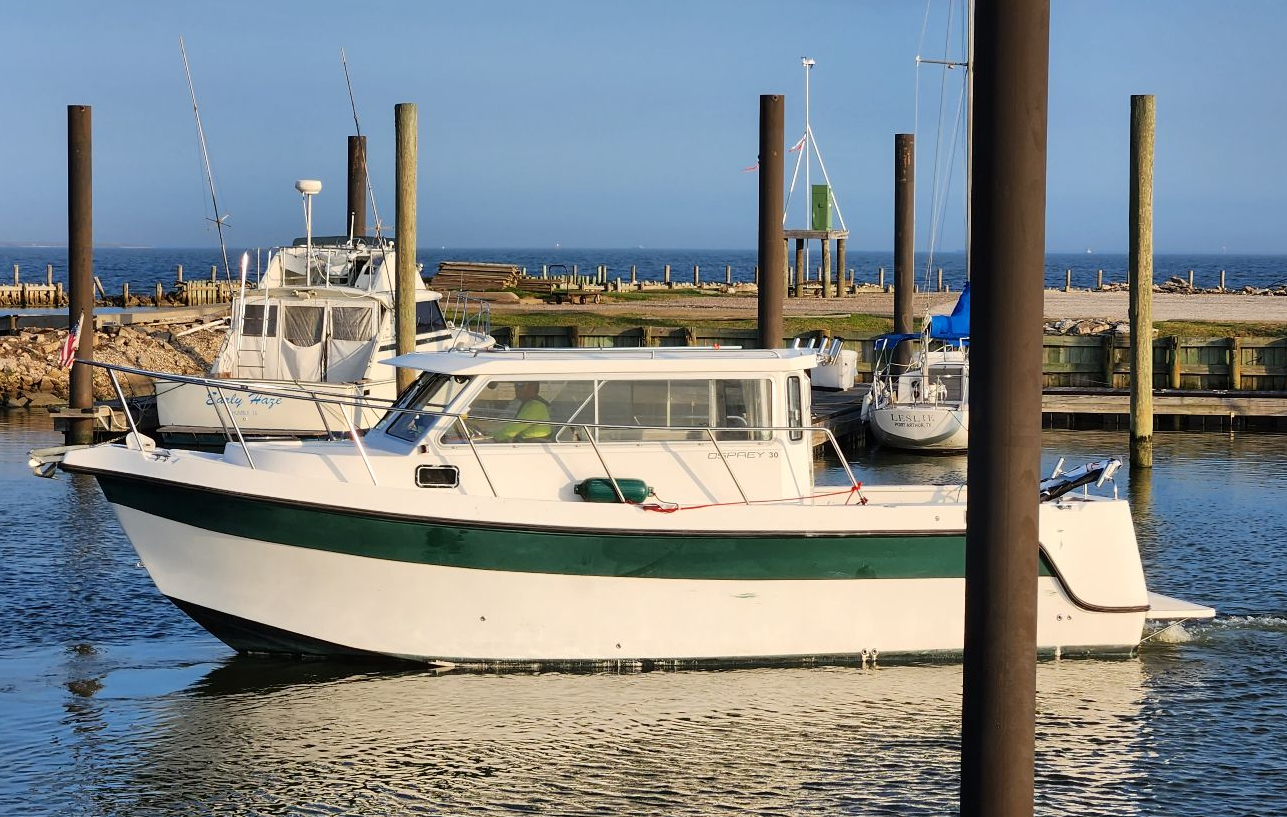 Early Haze
OSPREY 30
LESLIE
PORT ARTHUR, TX